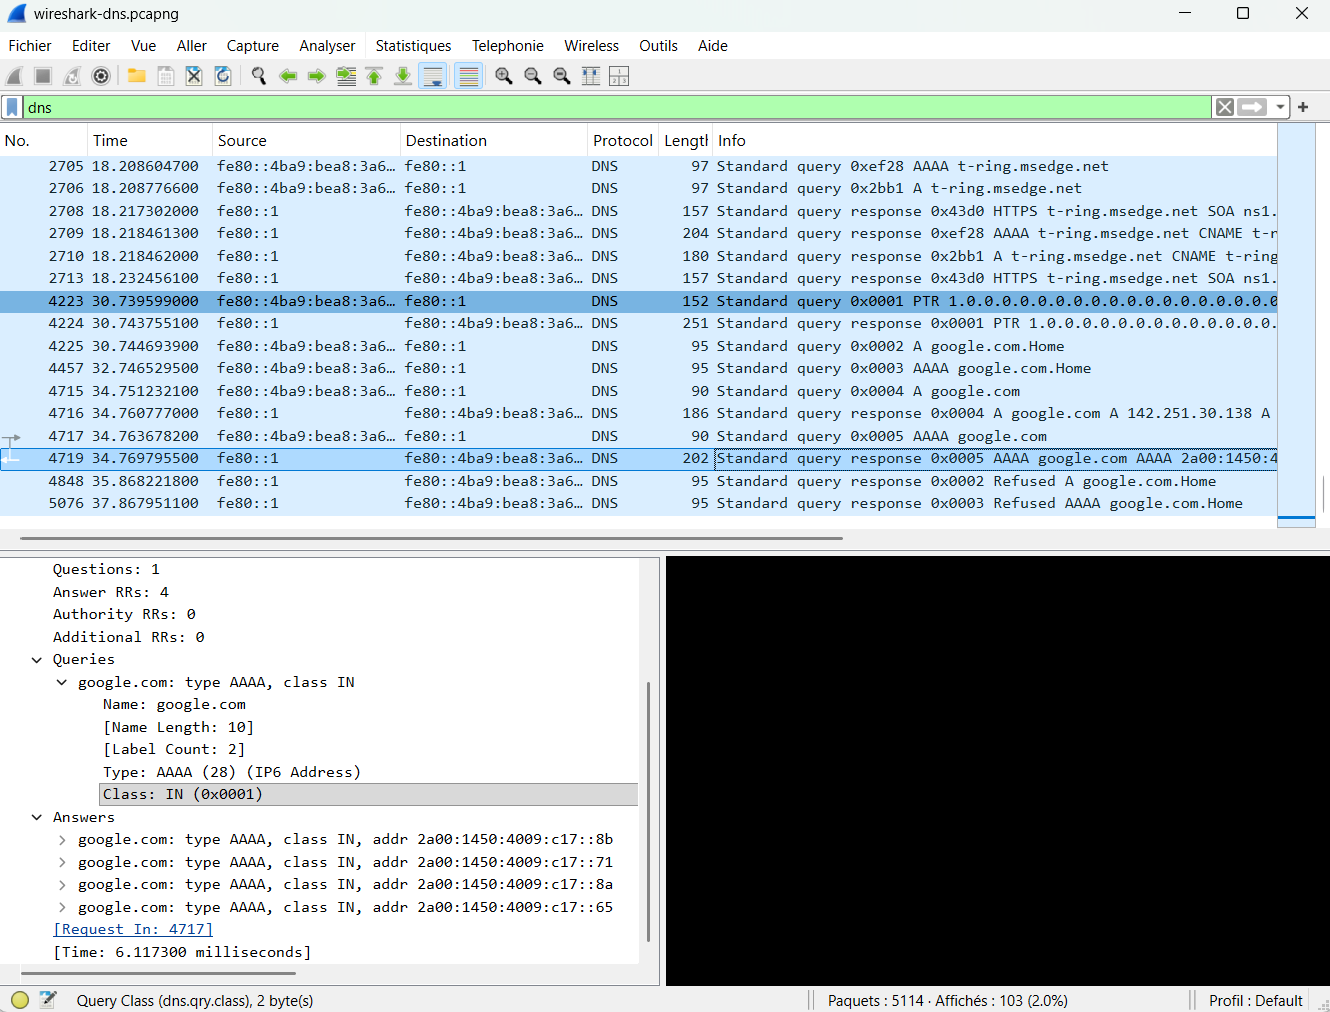 wireshark-dns.pcapng
Fichier Editer Vue Aller Capture Analyser Statistiques Telephonie Wireless Outils Aide
dns
No. Time Source Destination Protocol Length Info
2705 18.208604700 fe80::4ba9:bea8:3a6… fe80::1 DNS 97 Standard query 0xef28 AAAA t-ring.msedge.net
2706 18.208776600 fe80::4ba9:bea8:3a6… fe80::1 DNS 97 Standard query 0x2bb1 A t-ring.msedge.net
2708 18.217302000 fe80::1 fe80::4ba9:bea8:3a6… DNS 157 Standard query response 0x43d0 HTTPS t-ring.msedge.net SOA ns1.
2709 18.218461300 fe80::1 fe80::4ba9:bea8:3a6… DNS 204 Standard query response 0xef28 AAAA t-ring.msedge.net CNAME t-r
2710 18.218462000 fe80::1 fe80::4ba9:bea8:3a6… DNS 180 Standard query response 0x2bb1 A t-ring.msedge.net CNAME t-ring
2713 18.232456100 fe80::1 fe80::4ba9:bea8:3a6… DNS 157 Standard query response 0x43d0 HTTPS t-ring.msedge.net SOA ns1.
4223 30.739599000 fe80::4ba9:bea8:3a6… fe80::1 DNS 152 Standard query 0x0001 PTR 1.0.0.0.0.0.0.0.0.0.0.0.0.0.0.0.0.0.0
4224 30.743755100 fe80::1 fe80::4ba9:bea8:3a6… DNS 251 Standard query response 0x0001 PTR 1.0.0.0.0.0.0.0.0.0.0.0.0.0.
4225 30.744693900 fe80::4ba9:bea8:3a6… fe80::1 DNS 95 Standard query 0x0002 A google.com.Home
4457 32.746529500 fe80::4ba9:bea8:3a6… fe80::1 DNS 95 Standard query 0x0003 AAAA google.com.Home
4715 34.751232100 fe80::4ba9:bea8:3a6… fe80::1 DNS 90 Standard query 0x0004 A google.com
4716 34.760777000 fe80::1 fe80::4ba9:bea8:3a6… DNS 186 Standard query response 0x0004 A google.com A 142.251.30.138 A
4717 34.763678200 fe80::4ba9:bea8:3a6… fe80::1 DNS 90 Standard query 0x0005 AAAA google.com
4719 34.769795500 fe80::1 fe80::4ba9:bea8:3a6… DNS 202 Standard query response 0x0005 AAAA google.com AAAA 2a00:1450:4
4848 35.868221800 fe80::1 fe80::4ba9:bea8:3a6… DNS 95 Standard query response 0x0002 Refused A google.com.Home
5076 37.867951100 fe80::1 fe80::4ba9:bea8:3a6… DNS 95 Standard query response 0x0003 Refused AAAA google.com.Home
Questions: 1
Answer RRs: 4
Authority RRs: 0
Additional RRs: 0
Queries
google.com: type AAAA, class IN
Name: google.com
[Name Length: 10]
[Label Count: 2]
Type: AAAA (28) (IP6 Address)
Class: IN (0x0001)
Answers
google.com: type AAAA, class IN, addr 2a00:1450:4009:c17::8b
google.com: type AAAA, class IN, addr 2a00:1450:4009:c17::71
google.com: type AAAA, class IN, addr 2a00:1450:4009:c17::8a
google.com: type AAAA, class IN, addr 2a00:1450:4009:c17::65
[Request In: 4717]
[Time: 6.117300 milliseconds]
Query Class (dns.qry.class), 2 byte(s) Paquets : 5114 · Affichés : 103 (2.0%) Profil : Default